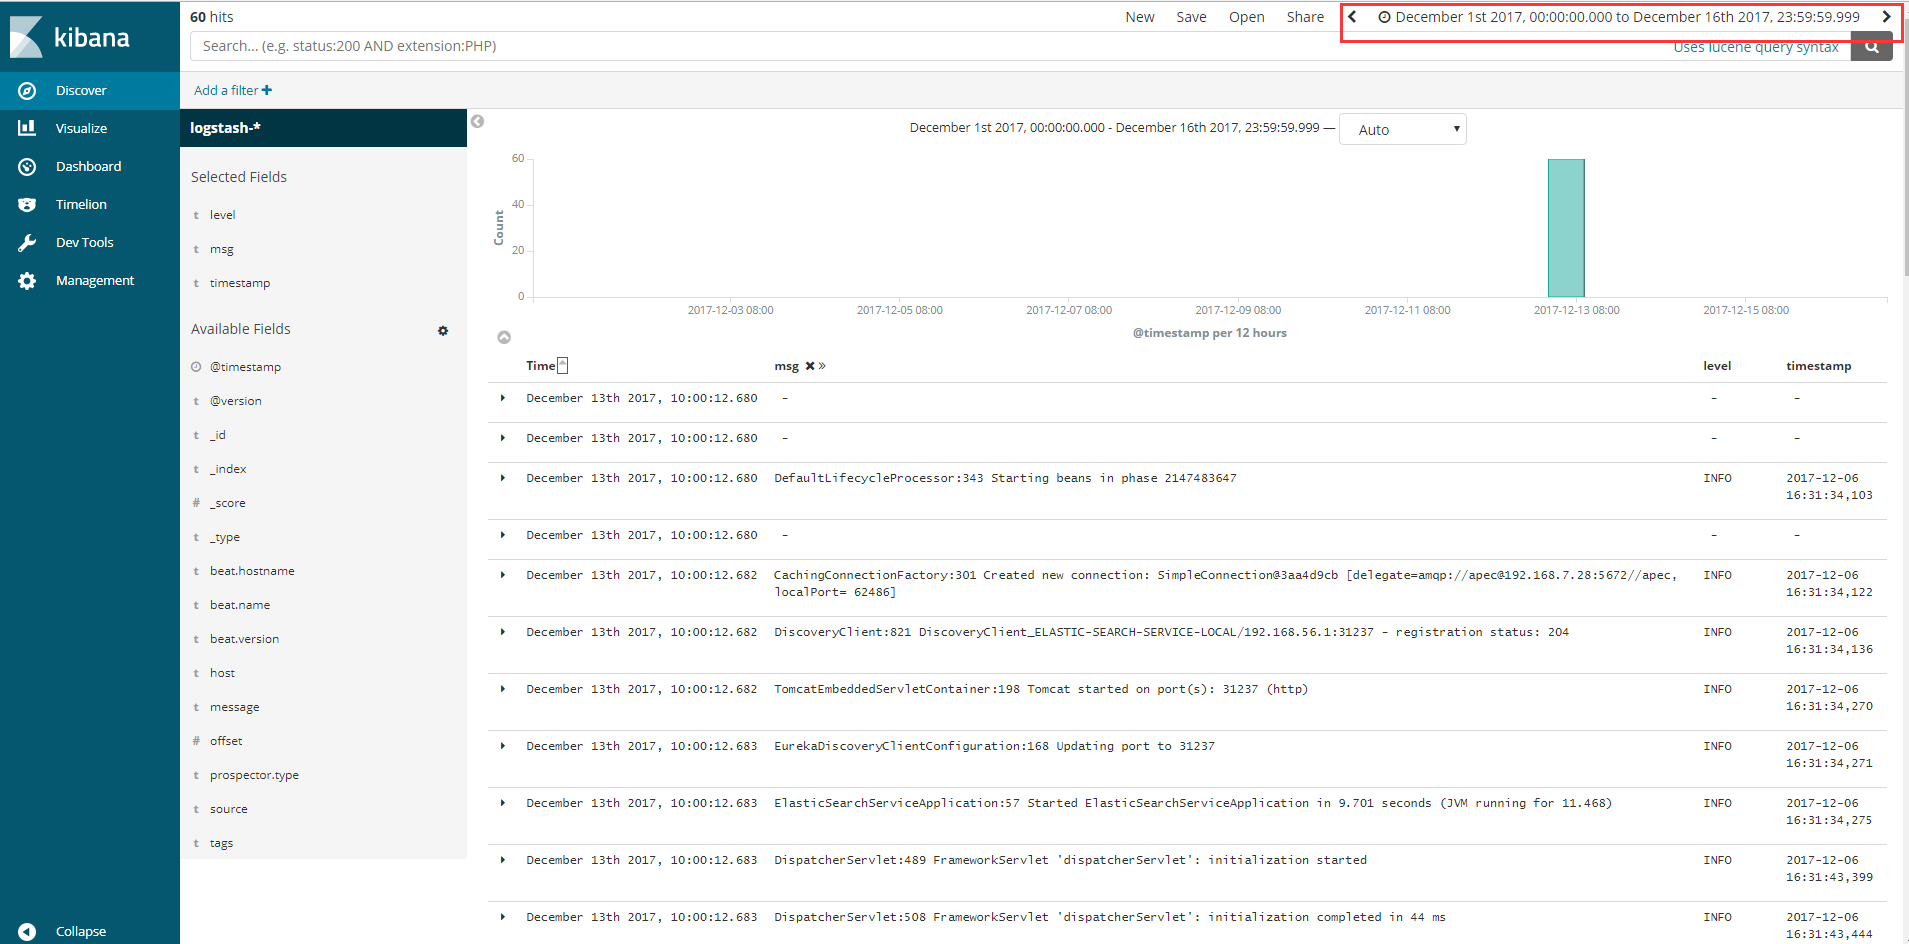 kibana
Discover
Visualize
Dashboard
Timelion
Dev Tools
Management
Collapse
60 hits
New Save Open Share December 1st 2017, 00:00:00.000 to December 16th 2017, 23:59:59.999
Search... (e.g. status:200 AND extension:PHP) Uses lucene query syntax
Add a filter +
logstash-*
Selected Fields
t level
t msg
t timestamp
Available Fields
@timestamp
t @version
t _id
t _index
# _score
t _type
t beat.hostname
t beat.name
t beat.version
t host
t message
# offset
t prospector.type
t source
t tags
December 1st 2017, 00:00:00.000 - December 16th 2017, 23:59:59.999 — Auto
60
40
20
0
Count
2017-12-03 08:00 2017-12-05 08:00 2017-12-07 08:00 2017-12-09 08:00 2017-12-11 08:00 2017-12-13 08:00 2017-12-15 08:00
@timestamp per 12 hours
Time msg level timestamp
December 13th 2017, 10:00:12.680 - - -
December 13th 2017, 10:00:12.680 - - -
December 13th 2017, 10:00:12.680 DefaultLifecycleProcessor:343 Starting beans in phase 2147483647 INFO 2017-12-06
16:31:34,103
December 13th 2017, 10:00:12.680 - - -
December 13th 2017, 10:00:12.682 CachingConnectionFactory:301 Created new connection: SimpleConnection@3aa4d9cb [delegate=amqp://apec@192.168.7.28:5672//apec, INFO 2017-12-06
localPort= 62486] 16:31:34,122
December 13th 2017, 10:00:12.682 DiscoveryClient:821 DiscoveryClient_ELASTIC-SEARCH-SERVICE-LOCAL/192.168.56.1:31237 - registration status: 204 INFO 2017-12-06
16:31:34,136
December 13th 2017, 10:00:12.682 TomcatEmbeddedServletContainer:198 Tomcat started on port(s): 31237 (http) INFO 2017-12-06
16:31:34,270
December 13th 2017, 10:00:12.683 EurekaDiscoveryClientConfiguration:168 Updating port to 31237 INFO 2017-12-06
16:31:34,271
December 13th 2017, 10:00:12.683 ElasticSearchServiceApplication:57 Started ElasticSearchServiceApplication in 9.701 seconds (JVM running for 11.468) INFO 2017-12-06
16:31:34,275
December 13th 2017, 10:00:12.683 DispatcherServlet:489 FrameworkServlet 'dispatcherServlet': initialization started INFO 2017-12-06
16:31:43,399
December 13th 2017, 10:00:12.683 DispatcherServlet:508 FrameworkServlet 'dispatcherServlet': initialization completed in 44 ms INFO 2017-12-06
16:31:43,444